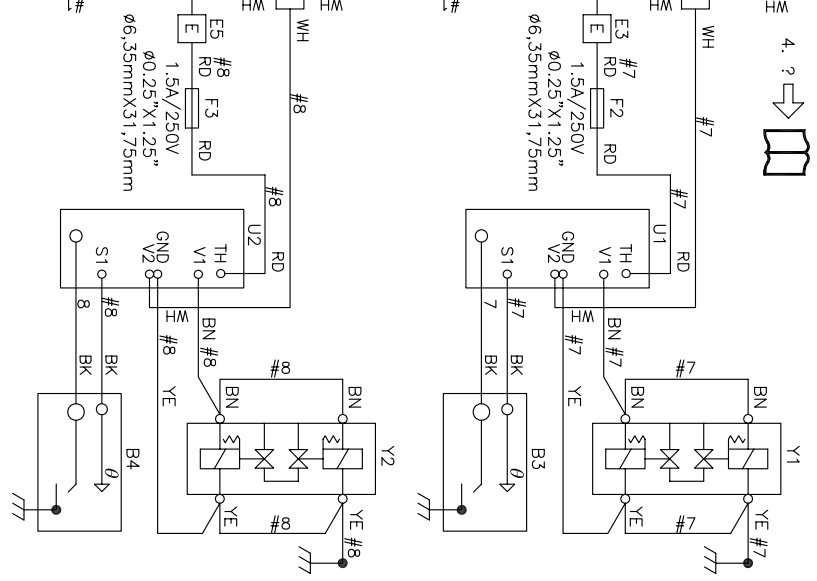 4. ?
WH
WH
#7
WH
#1
E3
E
RD
#7
F2
1.5A/250V
ø0.25"X1.25"
ø6,35mmX31,75mm
RD
#7
RD
U1
TH
V1
GND
V2
S1
WH
BN #7
#7
YE
#7
BK
7
BK
#7
BN
BN
Y1
YE
YE
#7
#7
B3
θ
WH
WH
#8
WH
#1
E5
E
RD
#8
F3
1.5A/250V
ø0.25"X1.25"
ø6,35mmX31,75mm
RD
#8
RD
U2
TH
V1
GND
V2
S1
WH
BN #8
#8
YE
#8
BK
8
BK
#8
BN
BN
Y2
YE
YE
#8
#8
B4
θ